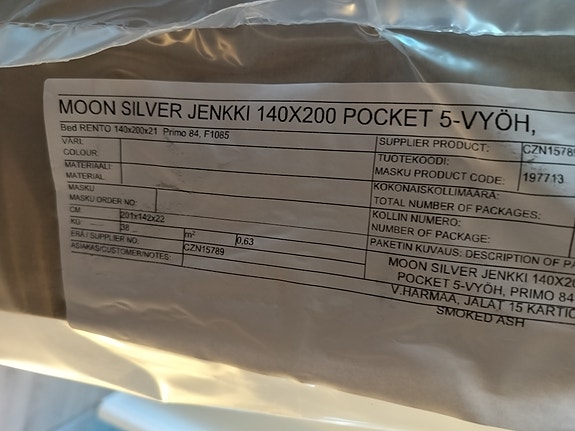 MOON SILVER JENKKI 140X200 POCKET 5-VYÖH,
Bed RENTO 140x200x21 Primo 84, F1085
VÄRI:
COLOUR:
MATERIAALI:
MATERIAL
MASKU
MASKU ORDER NO:
CM: 201x142x22
KG: 38
ERÄ / SUPPLIER NO. m² 0,63
ASIAKAS/CUSTOMER/NOTES: CZN15789
SUPPLIER PRODUCT: CZN15789
TUOTEKOODI:
MASKU PRODUCT CODE: 197713
KOKONAISKOLLIMÄÄRÄ:
TOTAL NUMBER OF PACKAGES:
KOLLIN NUMERO:
NUMBER OF PACKAGE:
PAKETIN KUVAUS: DESCRIPTION OF PA
MOON SILVER JENKKI 140X20
POCKET 5-VYÖH, PRIMO 84
V.HARMAA, JALAT 15 KARTIO
SMOKED ASH